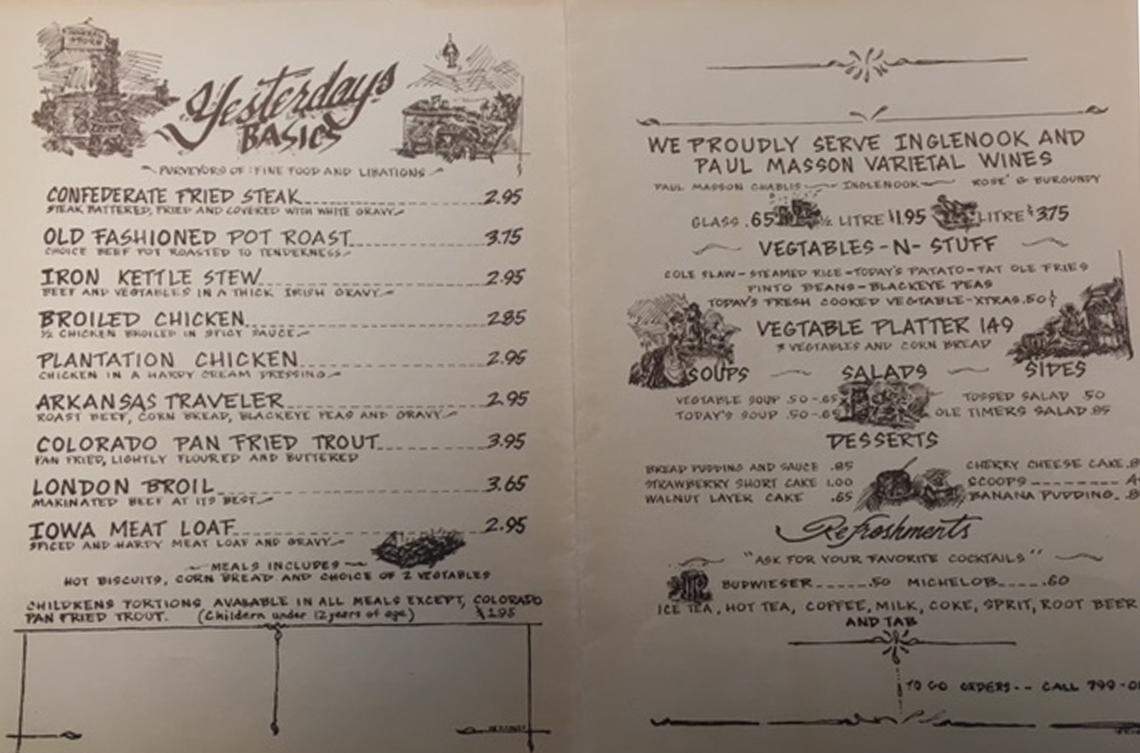 GENERAL STORE
Yesterdays
BASICS
PURVEYORS OF: FINE FOOD AND LIBATIONS
CONFEDERATE FRIED STEAK 2.95
STEAK BATTERED, FRIED AND COVERED WITH WHITE GRAVY
OLD FASHIONED POT ROAST 3.75
CHOICE BEEF POT ROASTED TO TENDERNESS
IRON KETTLE STEW 2.95
BEEF AND VEGTABLES IN A THICK IRISH GRAVY
BROILED CHICKEN 2.85
½ CHICKEN BROILED IN SPICY SAUCE
PLANTATION CHICKEN 2.95
CHICKEN IN A HARDY CREAM DRESSING
ARKANSAS TRAVELER 2.95
ROAST BEEF, CORN BREAD, BLACKEYE PEAS AND GRAVY
COLORADO PAN FRIED TROUT 3.95
PAN FRIED, LIGHTLY FLOURED AND BUTTERED
LONDON BROIL 3.65
MARINATED BEEF AT ITS BEST
IOWA MEAT LOAF 2.95
SPICED AND HARDY MEAT LOAF AND GRAVY
MEALS INCLUDES
HOT BISCUITS, CORN BREAD AND CHOICE OF 2 VEGTABLES
CHILDRENS PORTIONS AVAILABLE IN ALL MEALS EXCEPT, COLORADO
PAN FRIED TROUT. (Childern under 12 years of age) $1.95
WE PROUDLY SERVE INGLENOOK AND
PAUL MASSON VARIETAL WINES
PAUL MASSON CHABLIS INGLENOOK ROSE' & BURGUNDY
GLASS .65 ½ LITRE $1.95 LITRE $3.75
VEGTABLES-N-STUFF
COLE SLAW-STEAMED RICE-TODAY'S PATATO-FAT OLE FRIES
PINTO BEANS-BLACKEYE PEAS
TODAY'S FRESH COOKED VEGTABLE-XTRAS .50¢
VEGTABLE PLATTER 1.49
VEGTABLES AND CORN BREAD
SOUPS SALADS SIDES
VEGTABLE SOUP .50-.65 TOSSED SALAD .50
TODAY'S SOUP .50-.65 OLE TIMERS SALAD .85
DESSERTS
BREAD PUDDING AND SAUCE .85 CHERRY CHEESE CAKE
STRAWBERRY SHORT CAKE 1.00 SCOOPS
WALNUT LAYER CAKE .65 BANANA PUDDING
Refreshments
"ASK FOR YOUR FAVORITE COCKTAILS"
BUDWIESER .50 MICHELOB .60
ICE TEA, HOT TEA, COFFEE, MILK, COKE, SPRIT, ROOT BEER
AND TAB
TO GO ORDERS-- CALL 799-0